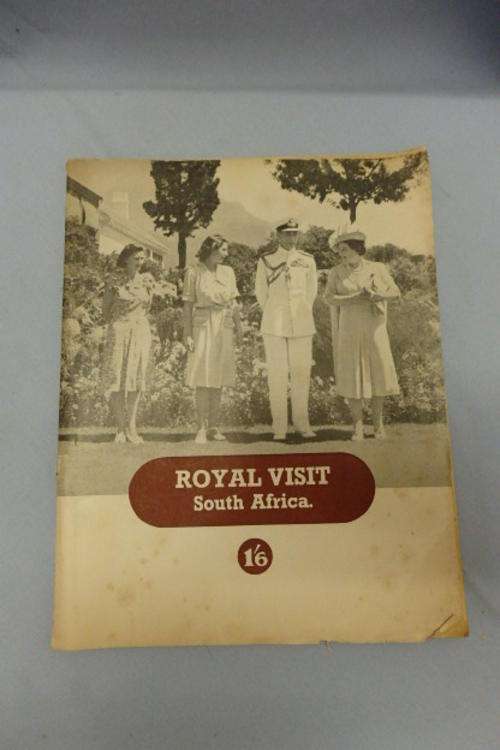 ROYAL VISIT
South Africa.
1/6